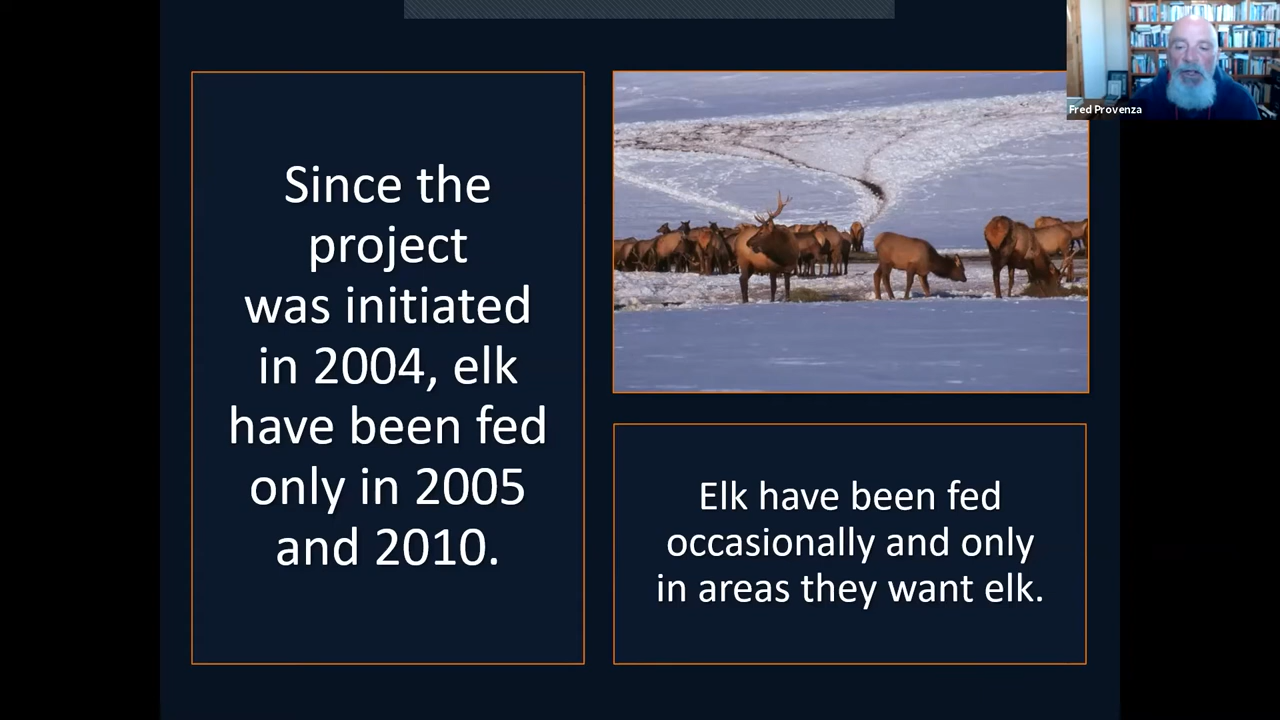 Since the
project
was initiated
in 2004, elk
have been fed
only in 2005
and 2010.
Fred Provenza
Elk have been fed
occasionally and only
in areas they want elk.